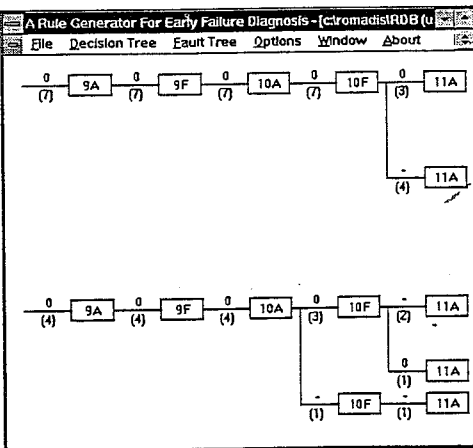 A Rule Generator For Early Failure Diagnosis - [c:\romadis\RDB (u
File Decision Tree Fault Tree Options Window About
0 0 0 0 0
9A 9F 10A 10F 11A
(7) (7) (7) (7) (3)
- 11A
(4)
0 0 0 0 -
9A 9F 10A 10F 11A
(4) (4) (4) (3) (2)
0 11A
(1)
- 10F - 11A
(1) (1)